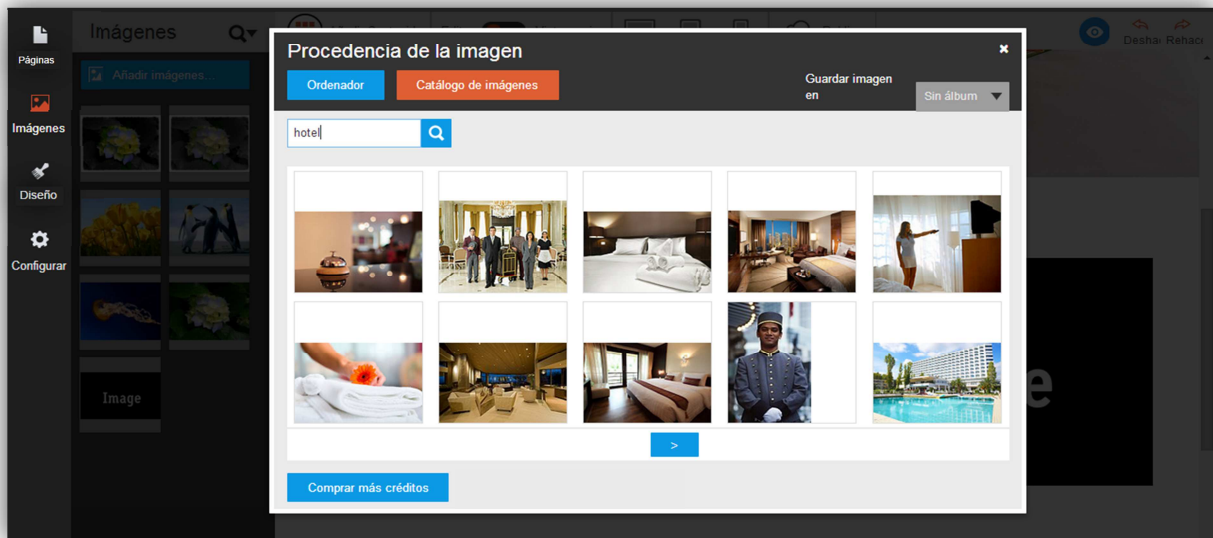 Páginas
Imágenes
Diseño
Configurar
Imágenes
Añadir imágenes...
Image
Procedencia de la imagen
Ordenador
Catálogo de imágenes
Guardar imagen
en
Sin álbum
hotel
>
Comprar más créditos
Deshac Rehac